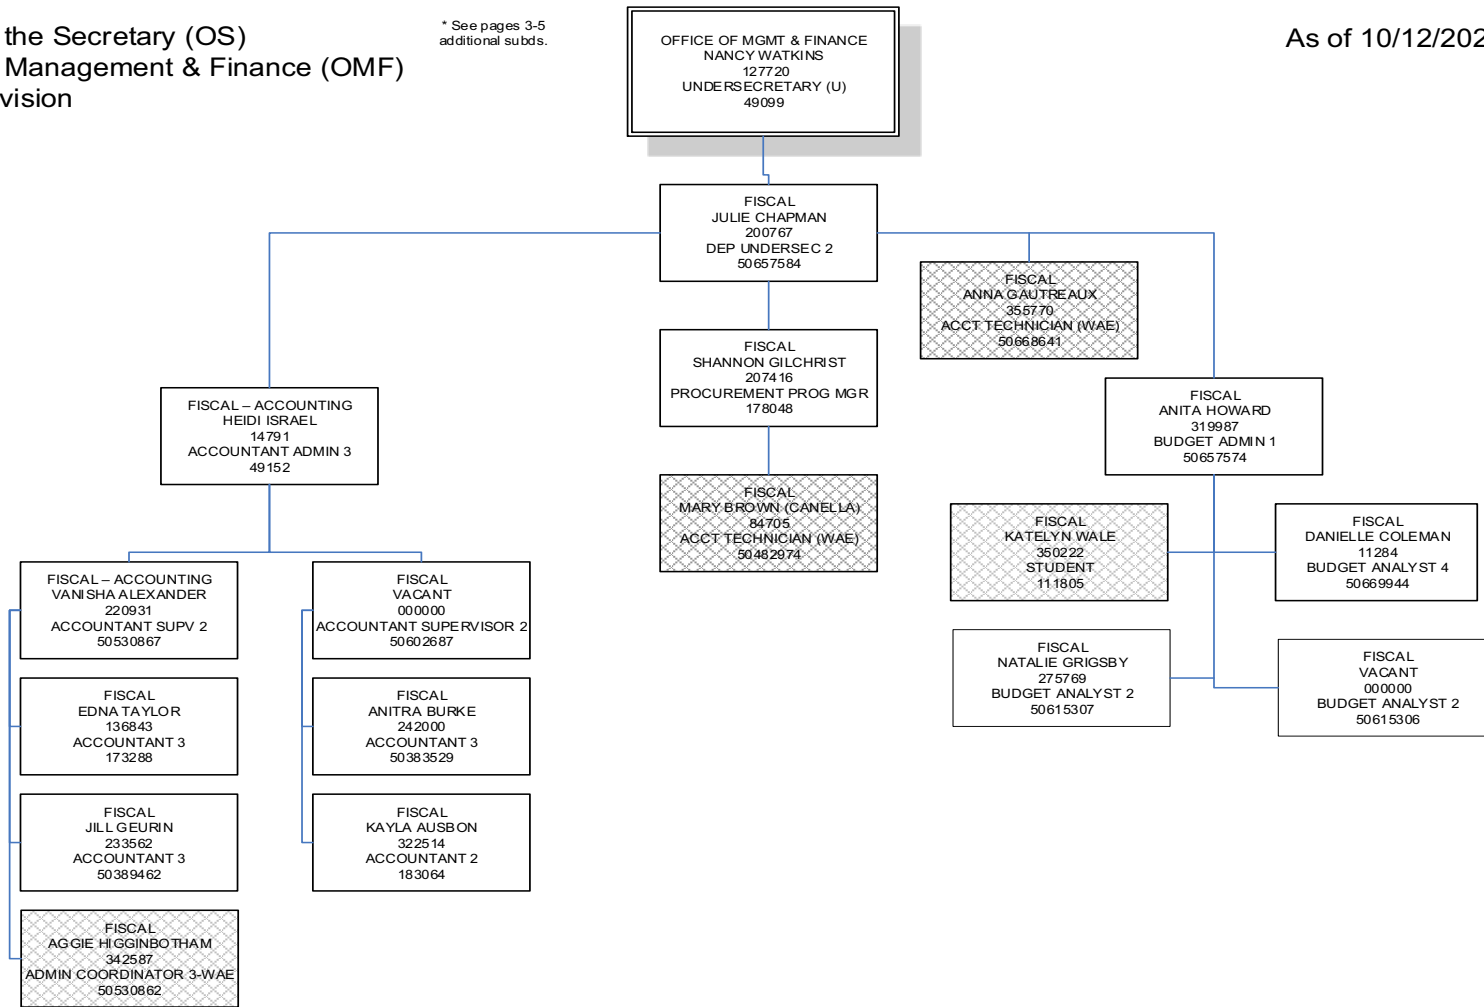 the Secretary (OS)
Management & Finance (OMF)
vision
* See pages 3-5
additional subds.
OFFICE OF MGMT & FINANCE
NANCY WATKINS
127720
UNDERSECRETARY (U)
49099
As of 10/12/202
FISCAL
JULIE CHAPMAN
200767
DEP UNDERSEC 2
50657584
FISCAL
ANNA GAUTREAUX
355770
ACCT TECHNICIAN (WAE)
50668641
FISCAL
SHANNON GILCHRIST
207416
PROCUREMENT PROG MGR
178048
FISCAL – ACCOUNTING
HEIDI ISRAEL
14791
ACCOUNTANT ADMIN 3
49152
FISCAL
ANITA HOWARD
319987
BUDGET ADMIN 1
50657574
FISCAL
MARY BROWN (CANELLA)
84705
ACCT TECHNICIAN (WAE)
50482974
FISCAL
KATELYN WALE
350222
STUDENT
111805
FISCAL
DANIELLE COLEMAN
11284
BUDGET ANALYST 4
50669944
FISCAL – ACCOUNTING
VANISHA ALEXANDER
220931
ACCOUNTANT SUPV 2
50530867
FISCAL
VACANT
000000
ACCOUNTANT SUPERVISOR 2
50602687
FISCAL
NATALIE GRIGSBY
275769
BUDGET ANALYST 2
50615307
FISCAL
VACANT
000000
BUDGET ANALYST 2
50615306
FISCAL
EDNA TAYLOR
136843
ACCOUNTANT 3
173288
FISCAL
ANITRA BURKE
242000
ACCOUNTANT 3
50383529
FISCAL
JILL GEURIN
233562
ACCOUNTANT 3
50389462
FISCAL
KAYLA AUSBON
322514
ACCOUNTANT 2
183064
FISCAL
AGGIE HIGGINBOTHAM
342587
ADMIN COORDINATOR 3-WAE
50530862